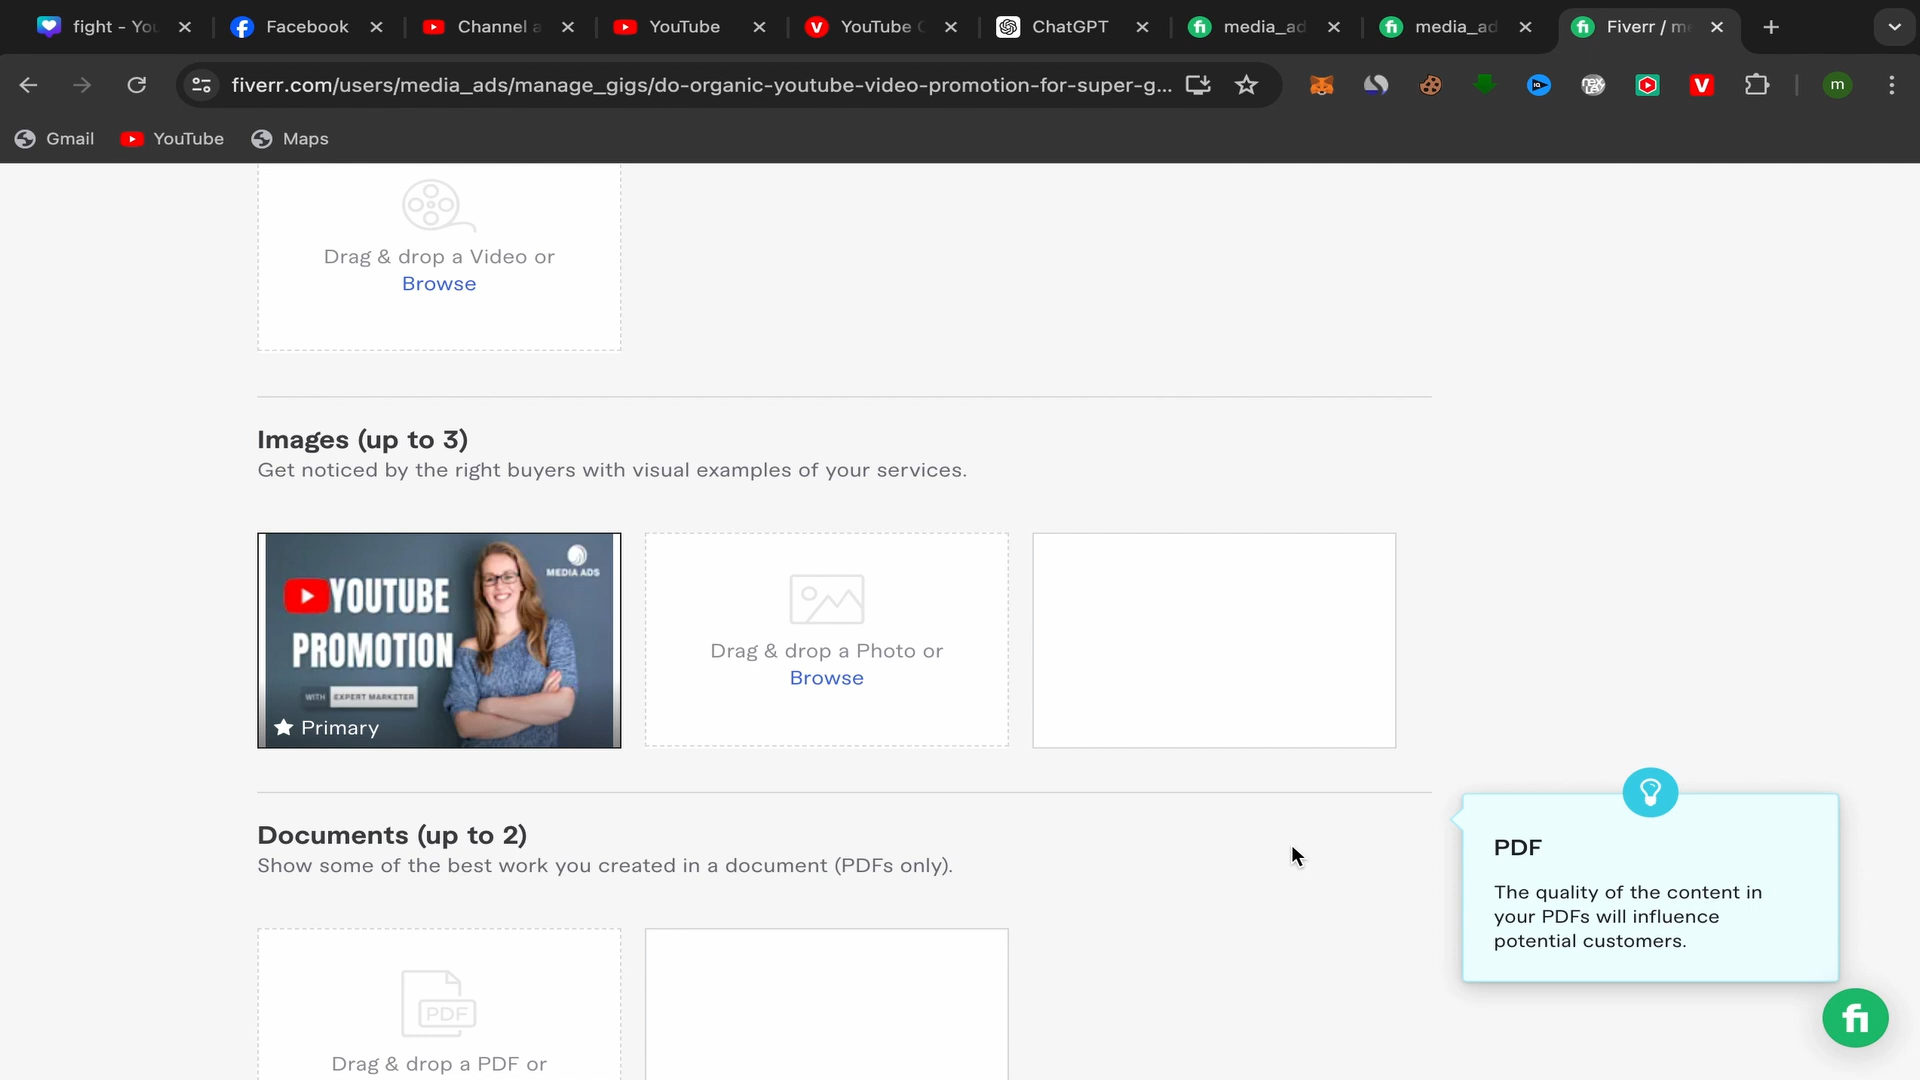 fight - You
Facebook
Channel a
YouTube
YouTube C
ChatGPT
media_ad
media_ad
Fiverr / me
fiverr.com/users/media_ads/manage_gigs/do-organic-youtube-video-promotion-for-super-g...
m
Gmail
YouTube
Maps
Drag & drop a Video or
Browse
Images (up to 3)
Get noticed by the right buyers with visual examples of your services.
MEDIA ADS
YOUTUBE
PROMOTION
WITH EXPERT MARKETER
Primary
Drag & drop a Photo or
Browse
Documents (up to 2)
Show some of the best work you created in a document (PDFs only).
PDF
Drag & drop a PDF or
PDF
The quality of the content in
your PDFs will influence
potential customers.
fi